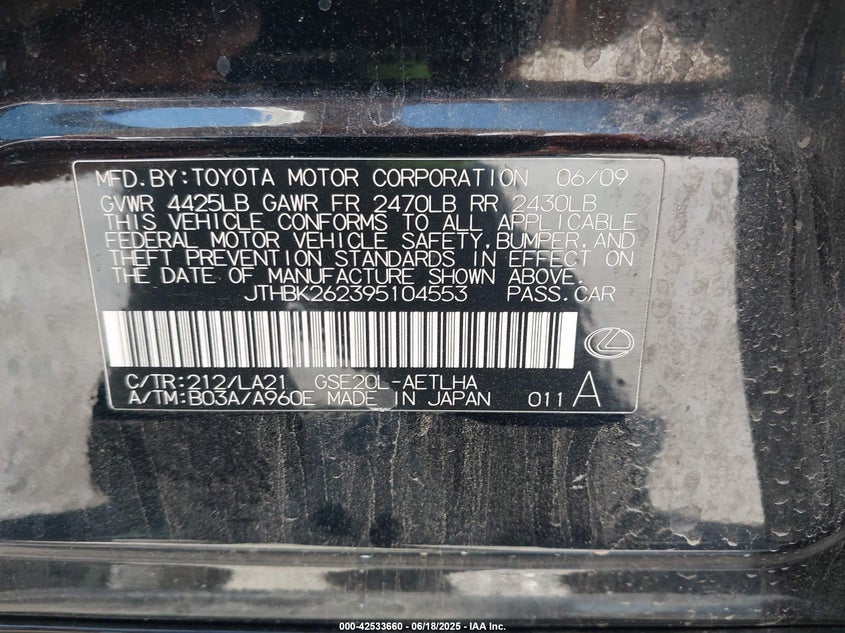 MFD.BY:TOYOTA MOTOR CORPORATION 06/09
GVWR 4425LB GAWR FR 2470LB RR 2430LB
THIS VEHICLE CONFORMS TO ALL APPLICABLE
FEDERAL MOTOR VEHICLE SAFETY,BUMPER,AND
THEFT PREVENTION STANDARDS IN EFFECT ON
THE DATE OF MANUFACTURE SHOWN ABOVE.
JTHBK262395104553 PASS.CAR
C/TR:212/LA21 GSE20L-AETLHA
A/TM:B03A/A960E MADE IN JAPAN 011A
000-42533660 - 06/18/2025 - IAA Inc.